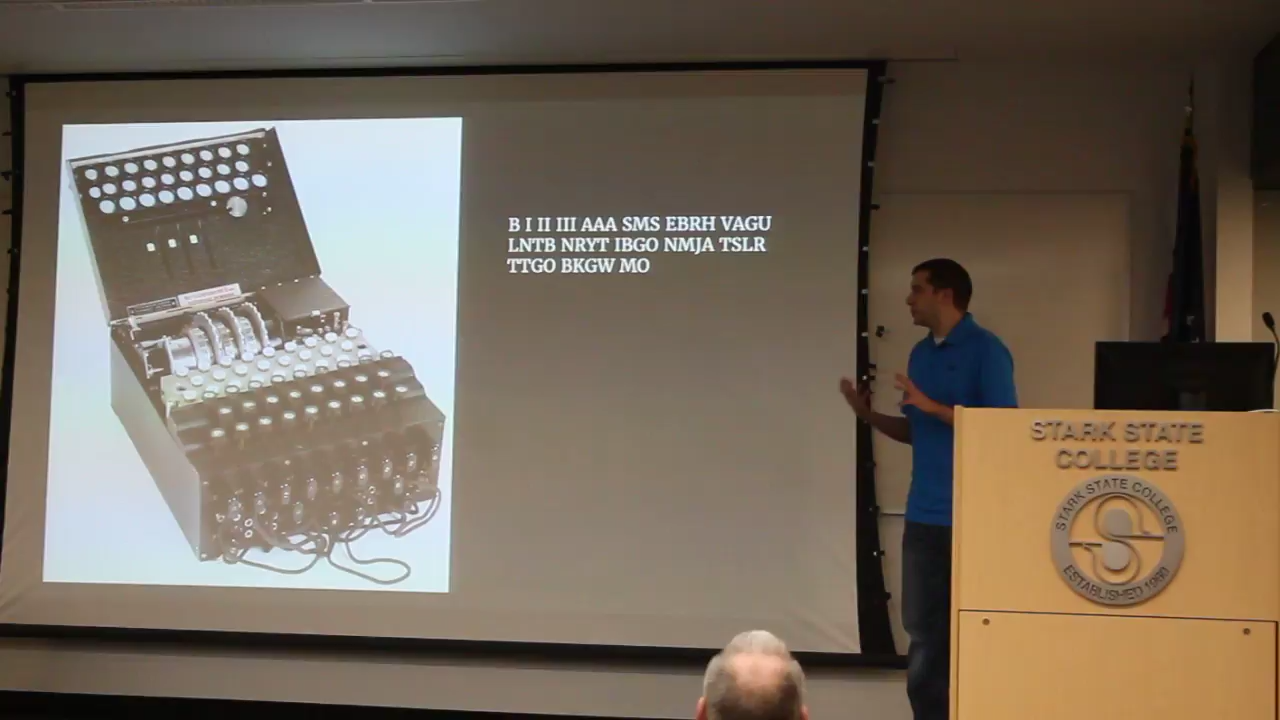 B I II III AAA SMS EBRH VAGU
LNTB NRYT IBGO NMJA TSLR
TTGO BKGW MO
STARK STATE
COLLEGE
STARK STATE COLLEGE
ESTABLISHED 1960